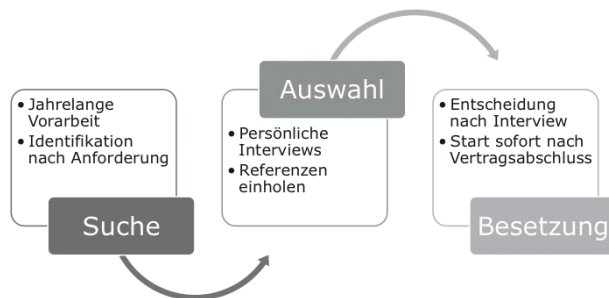 • Jahrelange
Vorarbeit
• Identifikation
nach Anforderung
Suche
Auswahl
• Persönliche
Interviews
• Referenzen
einholen
• Entscheidung
nach Interview
• Start sofort nach
Vertragsabschluss
Besetzung